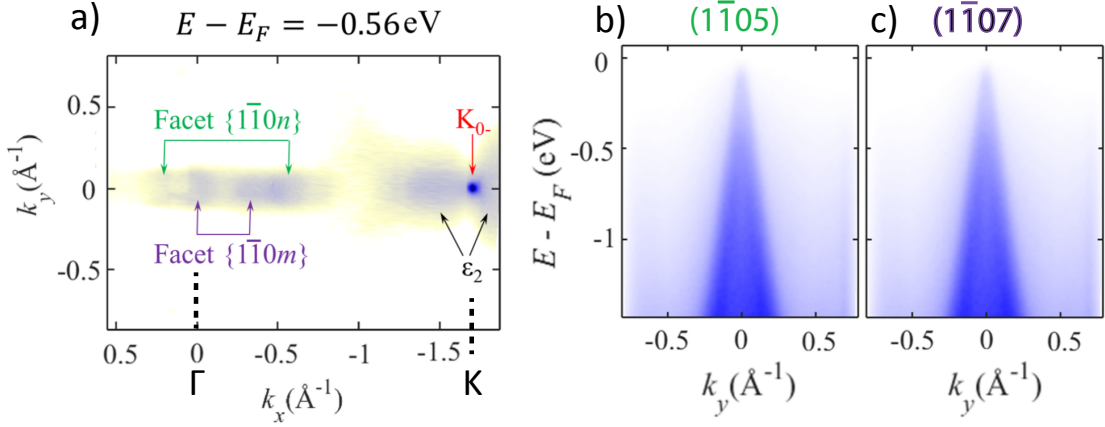 a)
E − E_F = −0.56 eV
k_y (Å⁻¹)
0.5
0
-0.5
Facet {11̅0n}
K₀₋
Facet {11̅0m}
ε₂
0.5 0 -0.5 -1 -1.5
Γ K
k_x (Å⁻¹)
b) (11̅05)
E - E_F (eV)
0
-0.5
-1
-0.5 0 0.5
k_y (Å⁻¹)
c) (11̅07)
-0.5 0 0.5
k_y (Å⁻¹)